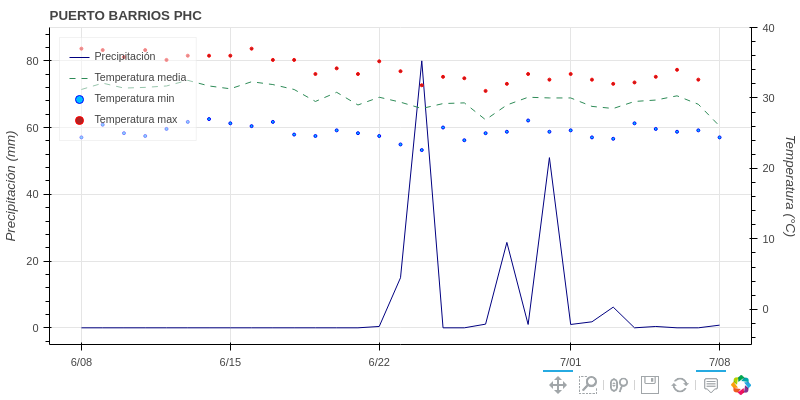 PUERTO BARRIOS PHC
Precipitación
Temperatura media
Temperatura min
Temperatura max
Precipitación (mm)
80
60
40
20
0
Temperatura (°C)
40
30
20
10
0
6/08
6/15
6/22
7/01
7/08